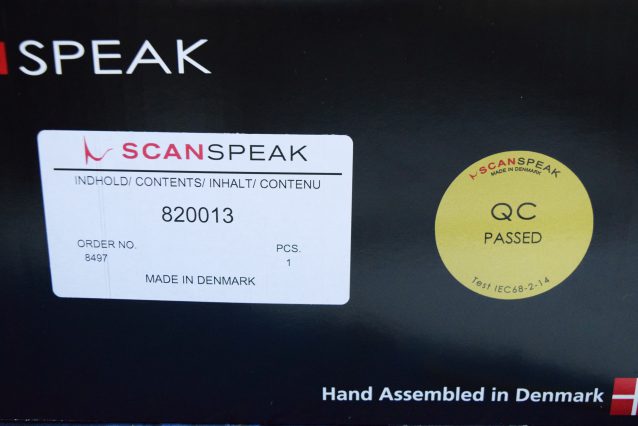 SPEAK
SCANSPEAK
INDHOLD/ CONTENTS/ INHALT/ CONTENU
820013
ORDER NO. PCS.
8497 1
MADE IN DENMARK
SCANSPEAK
MADE IN DENMARK
QC
PASSED
Test IEC68-2-14
Hand Assembled in Denmark